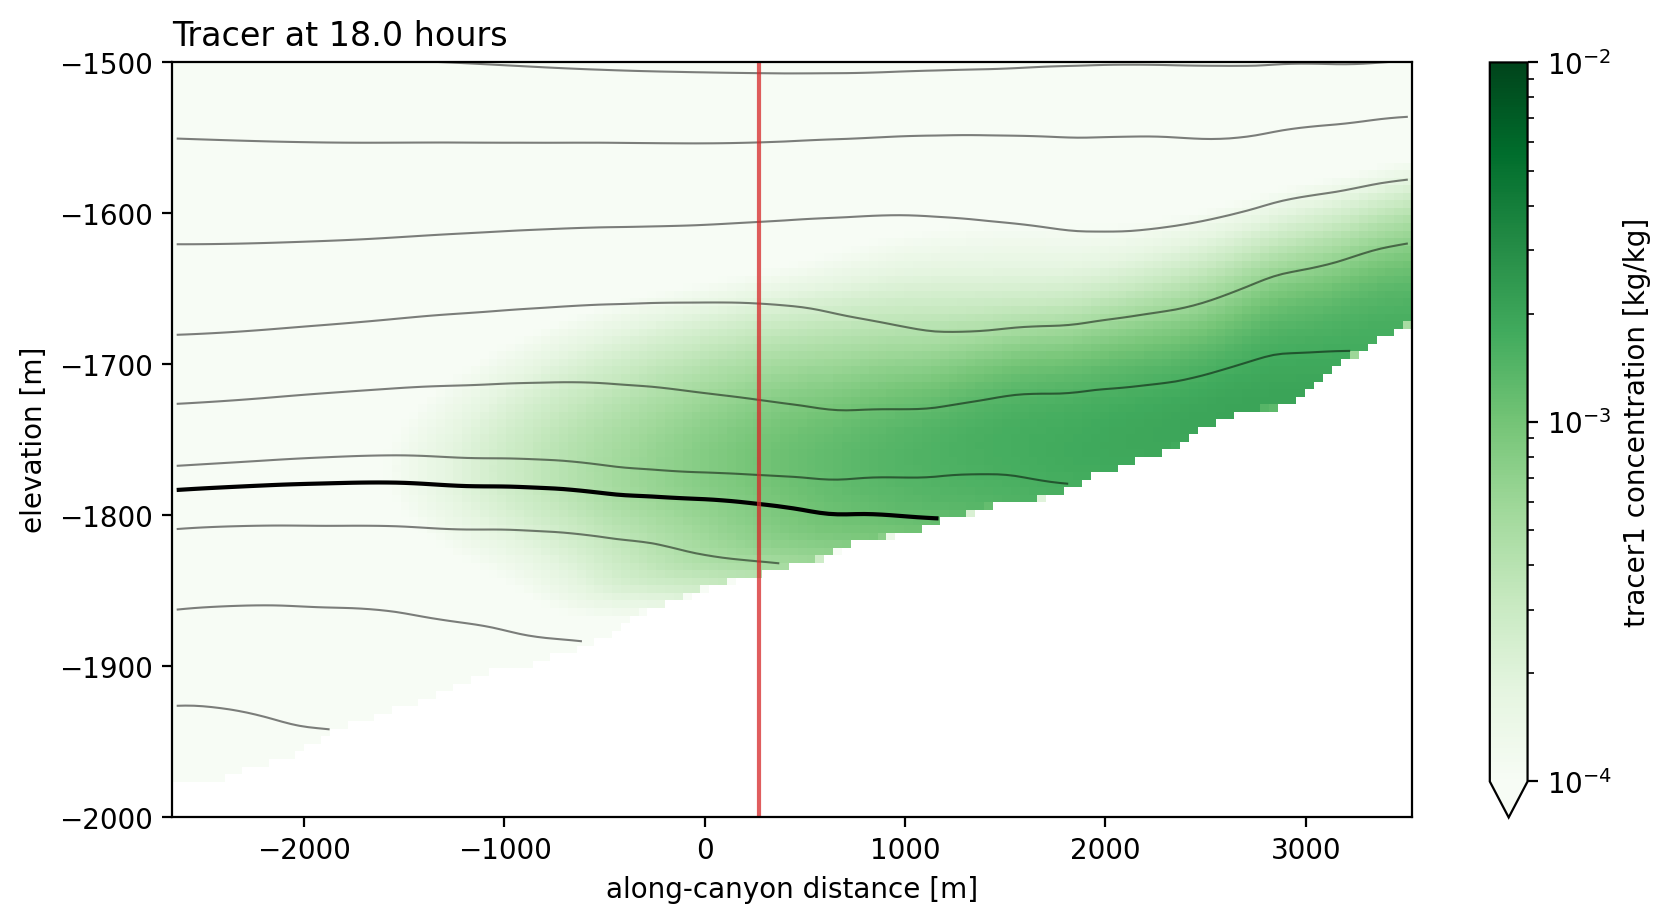 Tracer at 18.0 hours
−1500
−1600
−1700
−1800
−1900
−2000
elevation [m]
−2000 −1000 0 1000 2000 3000
along-canyon distance [m]
10⁻²
10⁻³
10⁻⁴
tracer1 concentration [kg/kg]